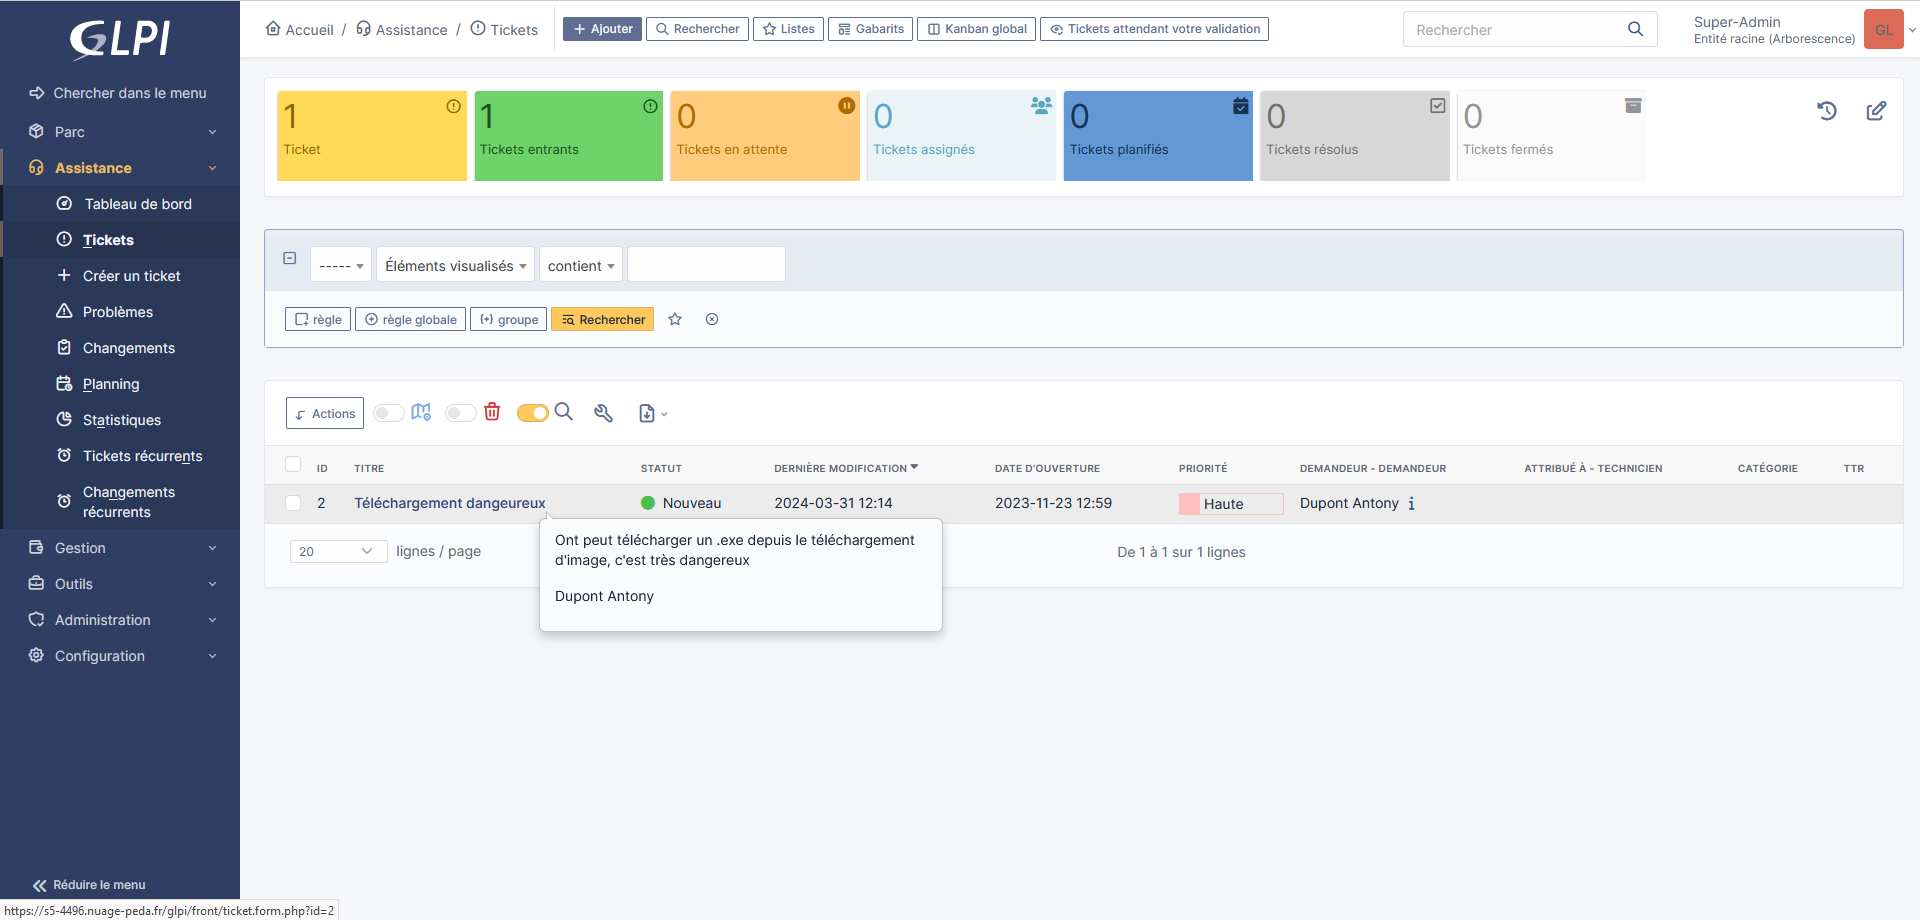 GLPI
Chercher dans le menu
Parc
Assistance
Tableau de bord
Tickets
Créer un ticket
Problèmes
Changements
Planning
Statistiques
Tickets récurrents
Changements
récurrents
Gestion
Outils
Administration
Configuration
Réduire le menu
https://s5-4496.nuage-peda.fr/glpi/front/ticket.form.php?id=2
Accueil / Assistance / Tickets
Ajouter
Rechercher
Listes
Gabarits
Kanban global
Tickets attendant votre validation
Rechercher
Super-Admin
Entité racine (Arborescence)
GL
1
Ticket
1
Tickets entrants
0
Tickets en attente
0
Tickets assignés
0
Tickets planifiés
0
Tickets résolus
0
Tickets fermés
-----
Éléments visualisés
contient
règle
règle globale
groupe
Rechercher
Actions
ID TITRE STATUT DERNIÈRE MODIFICATION DATE D'OUVERTURE PRIORITÉ DEMANDEUR - DEMANDEUR ATTRIBUÉ À - TECHNICIEN CATÉGORIE TTR
2 Téléchargement dangeureux Nouveau 2024-03-31 12:14 2023-11-23 12:59 Haute Dupont Antony
Ont peut télécharger un .exe depuis le téléchargement
d'image, c'est très dangereux
Dupont Antony
20 lignes / page
De 1 à 1 sur 1 lignes